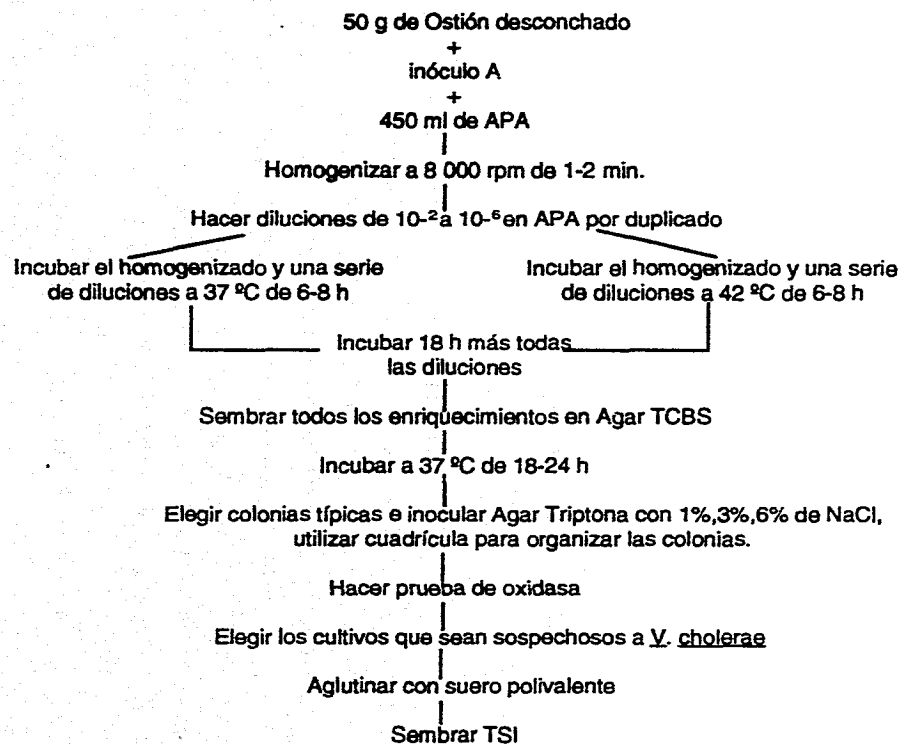 50 g de Ostión desconchado
+
inóculo A
+
450 ml de APA
Homogenizar a 8 000 rpm de 1-2 min.
Hacer diluciones de 10-² a 10-⁶ en APA por duplicado
Incubar el homogenizado y una serie
de diluciones a 37 ºC de 6-8 h
Incubar el homogenizado y una serie
de diluciones a 42 ºC de 6-8 h
Incubar 18 h más todas
las diluciones
Sembrar todos los enriquecimientos en Agar TCBS
Incubar a 37 ºC de 18-24 h
Elegir colonias típicas e inocular Agar Triptona con 1%,3%,6% de NaCl,
utilizar cuadrícula para organizar las colonias.
Hacer prueba de oxidasa
Elegir los cultivos que sean sospechosos a V. cholerae
Aglutinar con suero polivalente
Sembrar TSI